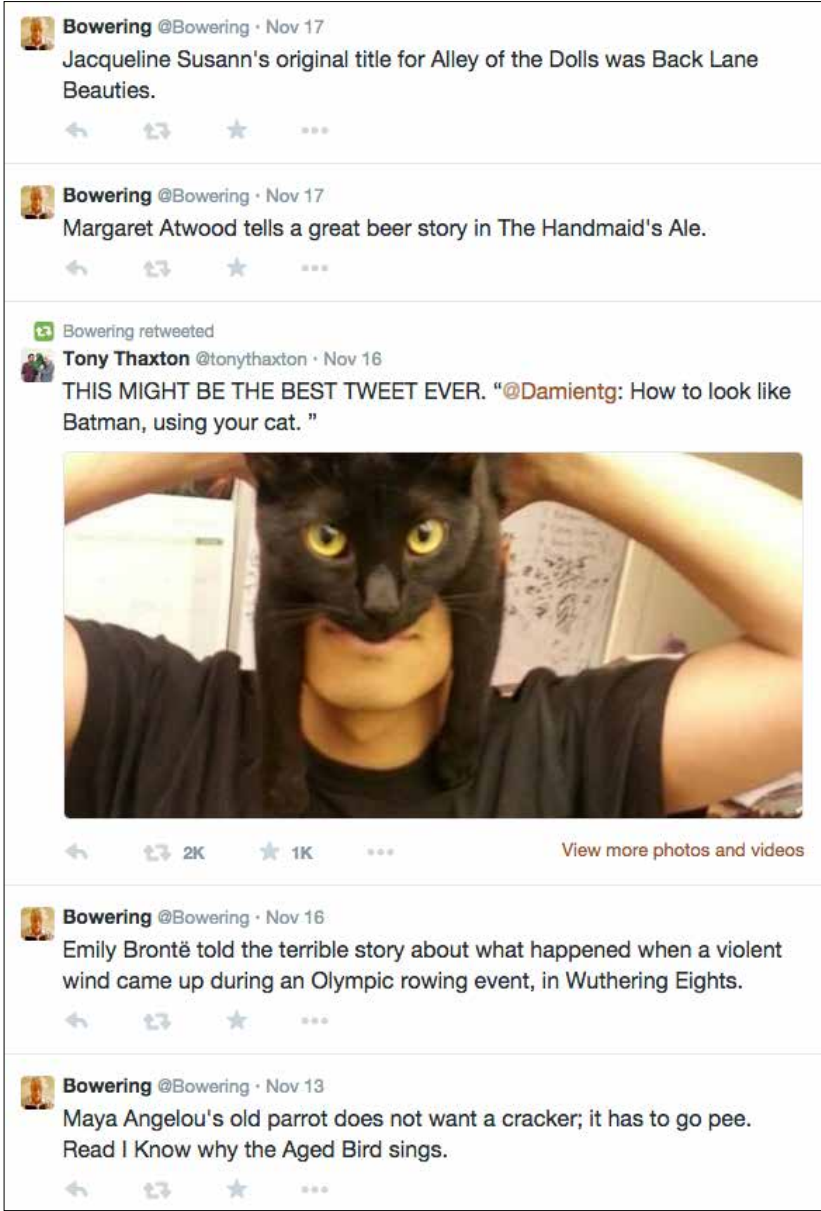 Bowering @Bowering · Nov 17
Jacqueline Susann's original title for Alley of the Dolls was Back Lane
Beauties.
Bowering @Bowering · Nov 17
Margaret Atwood tells a great beer story in The Handmaid's Ale.
Bowering retweeted
Tony Thaxton @tonythaxton · Nov 16
THIS MIGHT BE THE BEST TWEET EVER. “@Damientg: How to look like
Batman, using your cat. ”
2K 1K View more photos and videos
Bowering @Bowering · Nov 16
Emily Brontë told the terrible story about what happened when a violent
wind came up during an Olympic rowing event, in Wuthering Eights.
Bowering @Bowering · Nov 13
Maya Angelou's old parrot does not want a cracker; it has to go pee.
Read I Know why the Aged Bird sings.